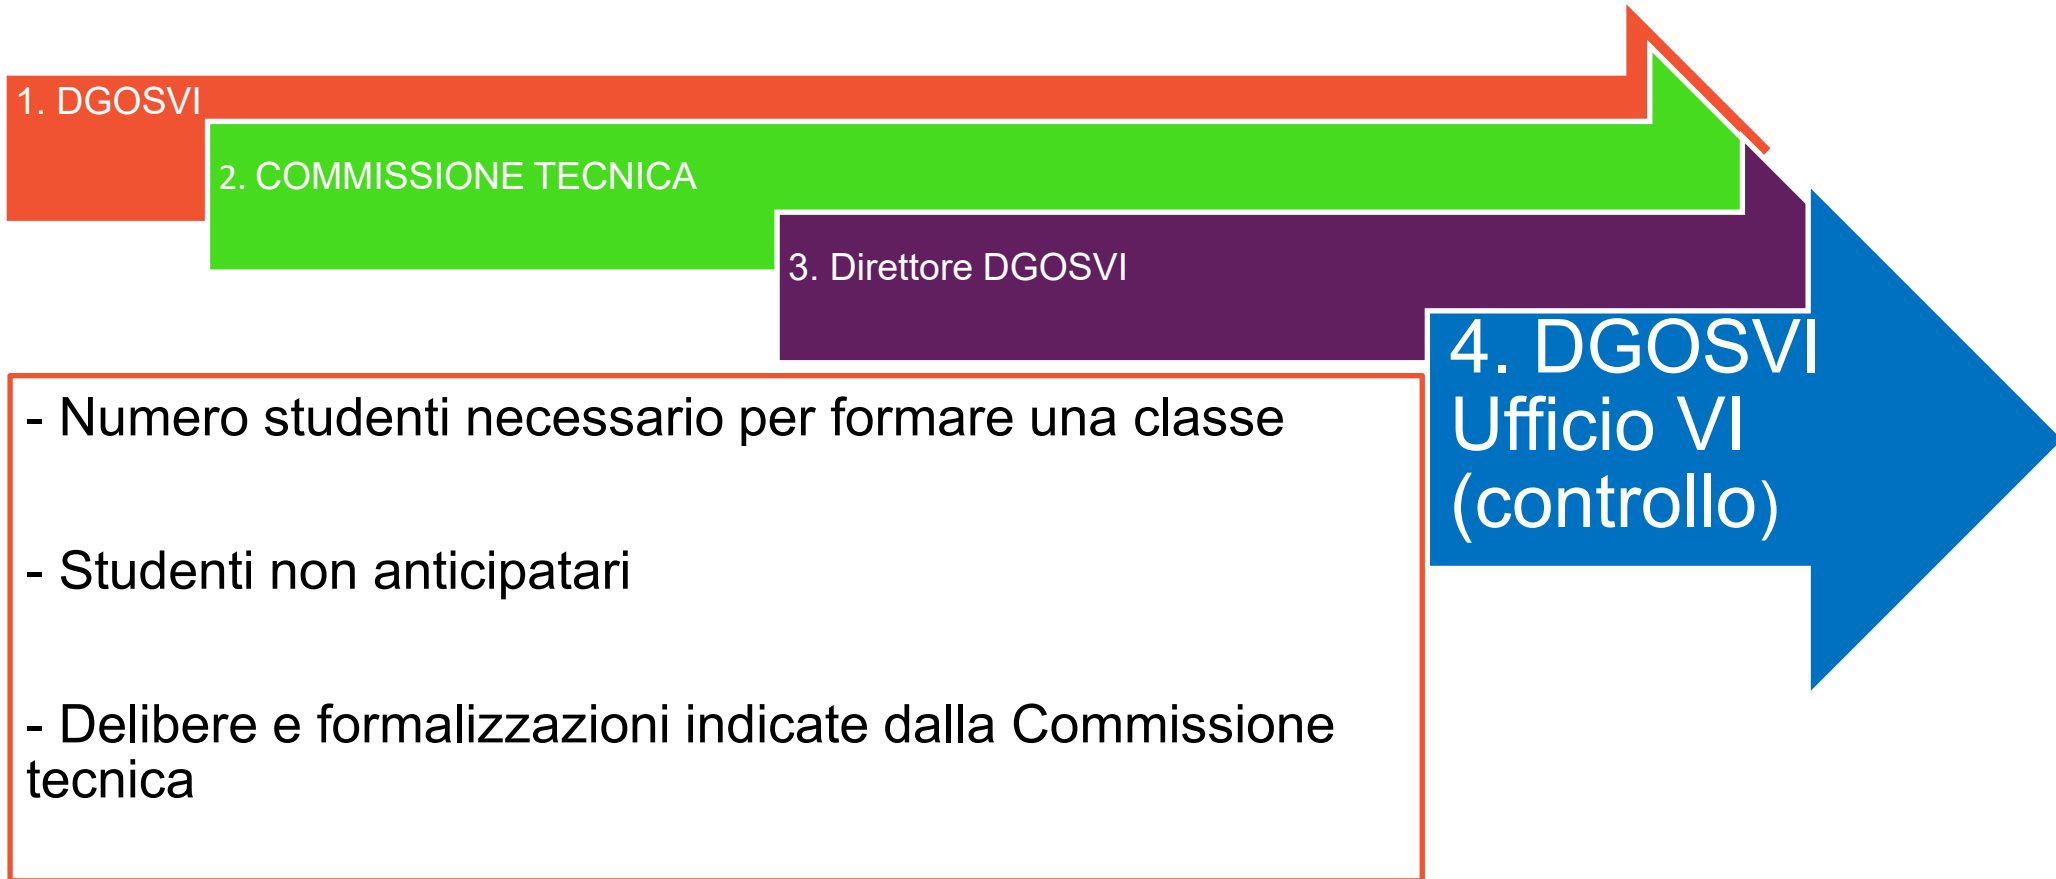 1. DGOSVI
2. COMMISSIONE TECNICA
3. Direttore DGOSVI
4. DGOSVI
Ufficio VI
(controllo)
- Numero studenti necessario per formare una classe
- Studenti non anticipatari
- Delibere e formalizzazioni indicate dalla Commissione
tecnica